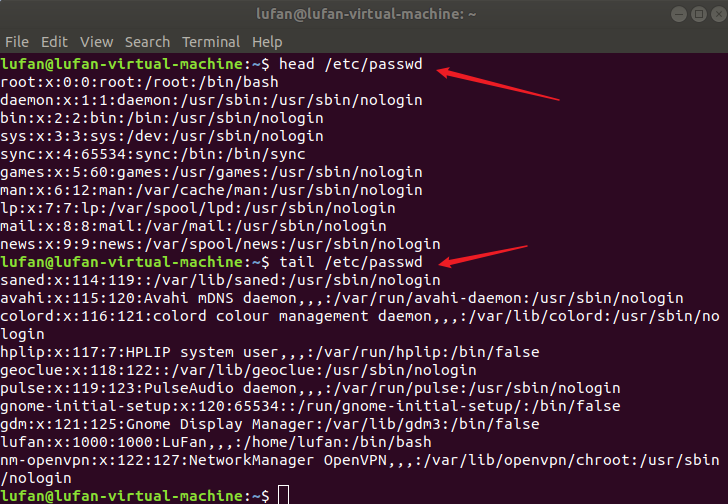 lufan@lufan-virtual-machine: ~
File Edit View Search Terminal Help
lufan@lufan-virtual-machine:~$ head /etc/passwd
root:x:0:0:root:/root:/bin/bash
daemon:x:1:1:daemon:/usr/sbin:/usr/sbin/nologin
bin:x:2:2:bin:/bin:/usr/sbin/nologin
sys:x:3:3:sys:/dev:/usr/sbin/nologin
sync:x:4:65534:sync:/bin:/bin/sync
games:x:5:60:games:/usr/games:/usr/sbin/nologin
man:x:6:12:man:/var/cache/man:/usr/sbin/nologin
lp:x:7:7:lp:/var/spool/lpd:/usr/sbin/nologin
mail:x:8:8:mail:/var/mail:/usr/sbin/nologin
news:x:9:9:news:/var/spool/news:/usr/sbin/nologin
lufan@lufan-virtual-machine:~$ tail /etc/passwd
saned:x:114:119::/var/lib/saned:/usr/sbin/nologin
avahi:x:115:120:Avahi mDNS daemon,,,:/var/run/avahi-daemon:/usr/sbin/nologin
colord:x:116:121:colord colour management daemon,,,:/var/lib/colord:/usr/sbin/no
login
hplip:x:117:7:HPLIP system user,,,:/var/run/hplip:/bin/false
geoclue:x:118:122::/var/lib/geoclue:/usr/sbin/nologin
pulse:x:119:123:PulseAudio daemon,,,:/var/run/pulse:/usr/sbin/nologin
gnome-initial-setup:x:120:65534::/run/gnome-initial-setup/:/bin/false
gdm:x:121:125:Gnome Display Manager:/var/lib/gdm3:/bin/false
lufan:x:1000:1000:LuFan,,,:/home/lufan:/bin/bash
nm-openvpn:x:122:127:NetworkManager OpenVPN,,,:/var/lib/openvpn/chroot:/usr/sbin
/nologin
lufan@lufan-virtual-machine:~$